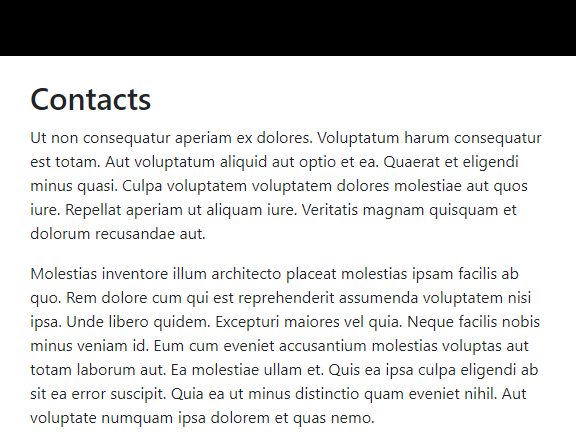 Contacts
Ut non consequatur aperiam ex dolores. Voluptatum harum consequatur
est totam. Aut voluptatum aliquid aut optio et ea. Quaerat et eligendi
minus quasi. Culpa voluptatem voluptatem dolores molestiae aut quos
iure. Repellat aperiam ut aliquam iure. Veritatis magnam quisquam et
dolorum recusandae aut.
Molestias inventore illum architecto placeat molestias ipsam facilis ab
quo. Rem dolore cum qui est reprehenderit assumenda voluptatem nisi
ipsa. Unde libero quidem. Excepturi maiores vel quia. Neque facilis nobis
minus veniam id. Eum cum eveniet accusantium molestias voluptas aut
totam laborum aut. Ea molestiae ullam et. Quis ea ipsa culpa eligendi ab
sit ea error suscipit. Quia ea ut minus distinctio quam eveniet nihil. Aut
voluptate numquam ipsa dolorem et quas nemo.